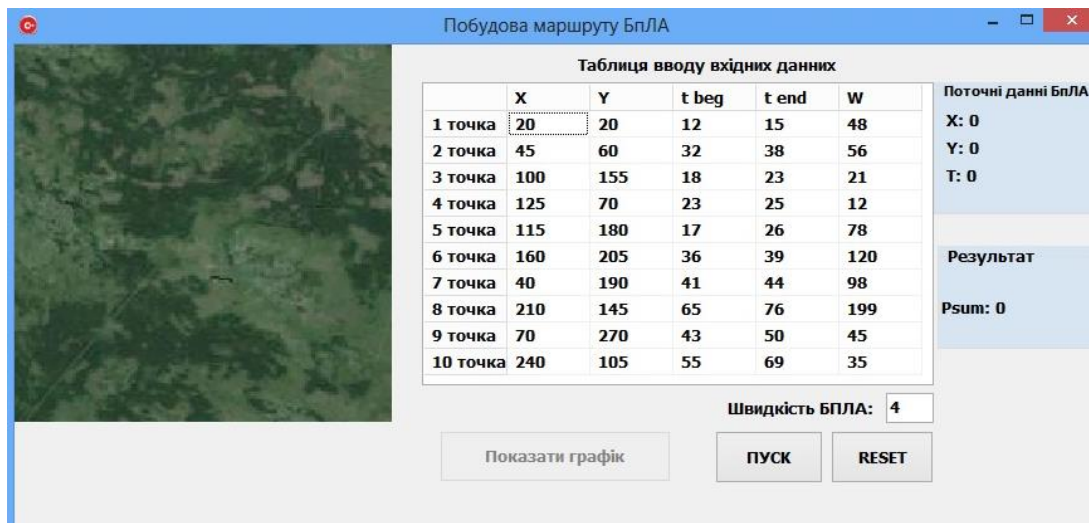 Побудова маршруту БпЛА
Таблиця вводу вхідних данних
X Y t beg t end W
1 точка 20 20 12 15 48
2 точка 45 60 32 38 56
3 точка 100 155 18 23 21
4 точка 125 70 23 25 12
5 точка 115 180 17 26 78
6 точка 160 205 36 39 120
7 точка 40 190 41 44 98
8 точка 210 145 65 76 199
9 точка 70 270 43 50 45
10 точка 240 105 55 69 35
Поточні данні БпЛА
X: 0
Y: 0
T: 0
Результат
Psum: 0
Швидкість БПЛА: 4
Показати графік ПУСК RESET